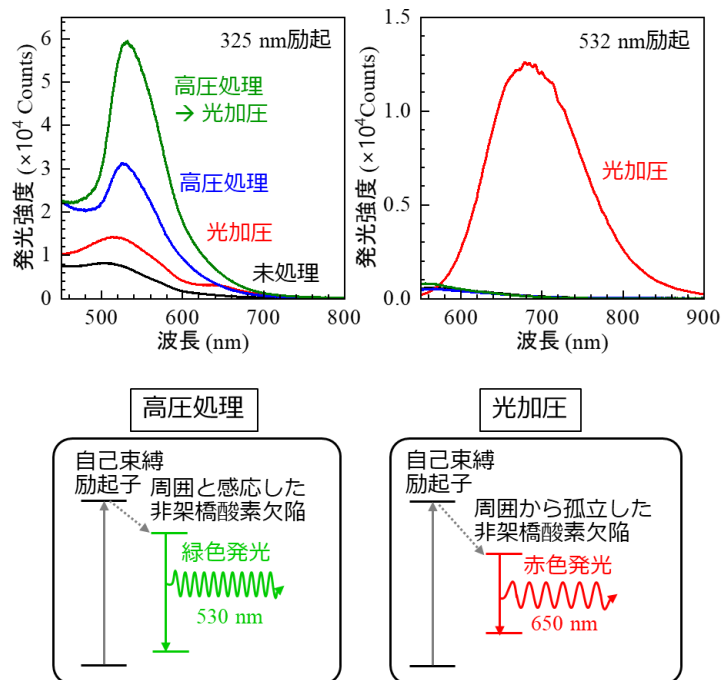 325 nm励起
高圧処理
→ 光加圧
高圧処理
光加圧
未処理
発光強度 (×10⁴ Counts)
6
5
4
3
2
1
0
500
600
700
800
波長 (nm)
532 nm励起
光加圧
発光強度 (×10⁴Counts)
1.5
1.0
0.5
0.0
600
700
800
900
波長 (nm)
高圧処理
自己束縛
励起子
周囲と感応した
非架橋酸素欠陥
緑色発光
530 nm
光加圧
自己束縛
励起子
周囲から孤立した
非架橋酸素欠陥
赤色発光
650 nm